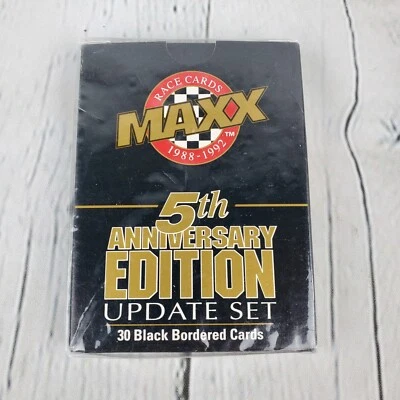 RACE CARDS
MAXX
TM
1988-1992
5th
ANNIVERSARY
EDITION
UPDATE SET
30 Black Bordered Cards